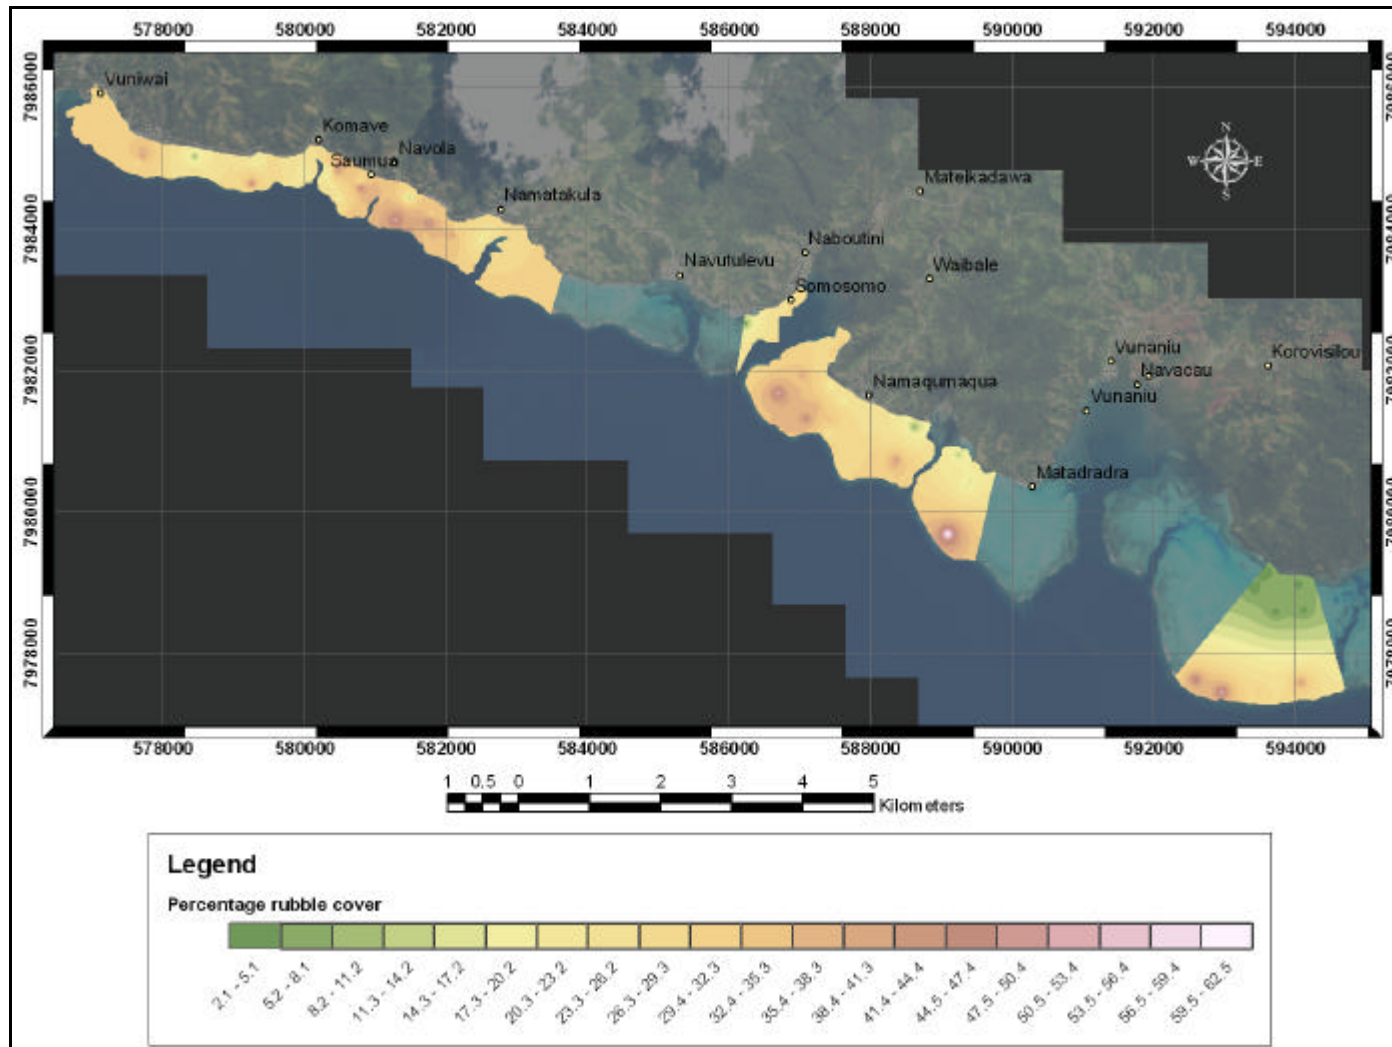 578000 580000 582000 584000 586000 588000 590000 592000 594000
7986000
7984000
7982000
7980000
7978000
Vuniwai
Komave
Navola
Saumua
Namatakula
Navutulevu
Naboutini
Somosomo
Mateikadawa
Waibale
Namaqumaqua
Vunaniu
Navacau
Korovisilou
Vunaniu
Matadradra
N
W E
S
7986000
7984000
7982000
7980000
7978000
578000 580000 582000 584000 586000 588000 590000 592000 594000
1 0.5 0 1 2 3 4 5
Kilometers
Legend
Percentage rubble cover
2.1 - 5.1
5.2 - 8.1
8.2 - 11.2
11.3 - 14.2
14.3 - 17.2
17.3 - 20.2
20.3 - 23.2
23.3 - 26.2
26.3 - 29.3
29.4 - 32.3
32.4 - 35.3
35.4 - 38.3
38.4 - 41.3
41.4 - 44.4
44.5 - 47.4
47.5 - 50.4
50.5 - 53.4
53.5 - 56.4
56.5 - 59.4
59.5 - 62.5